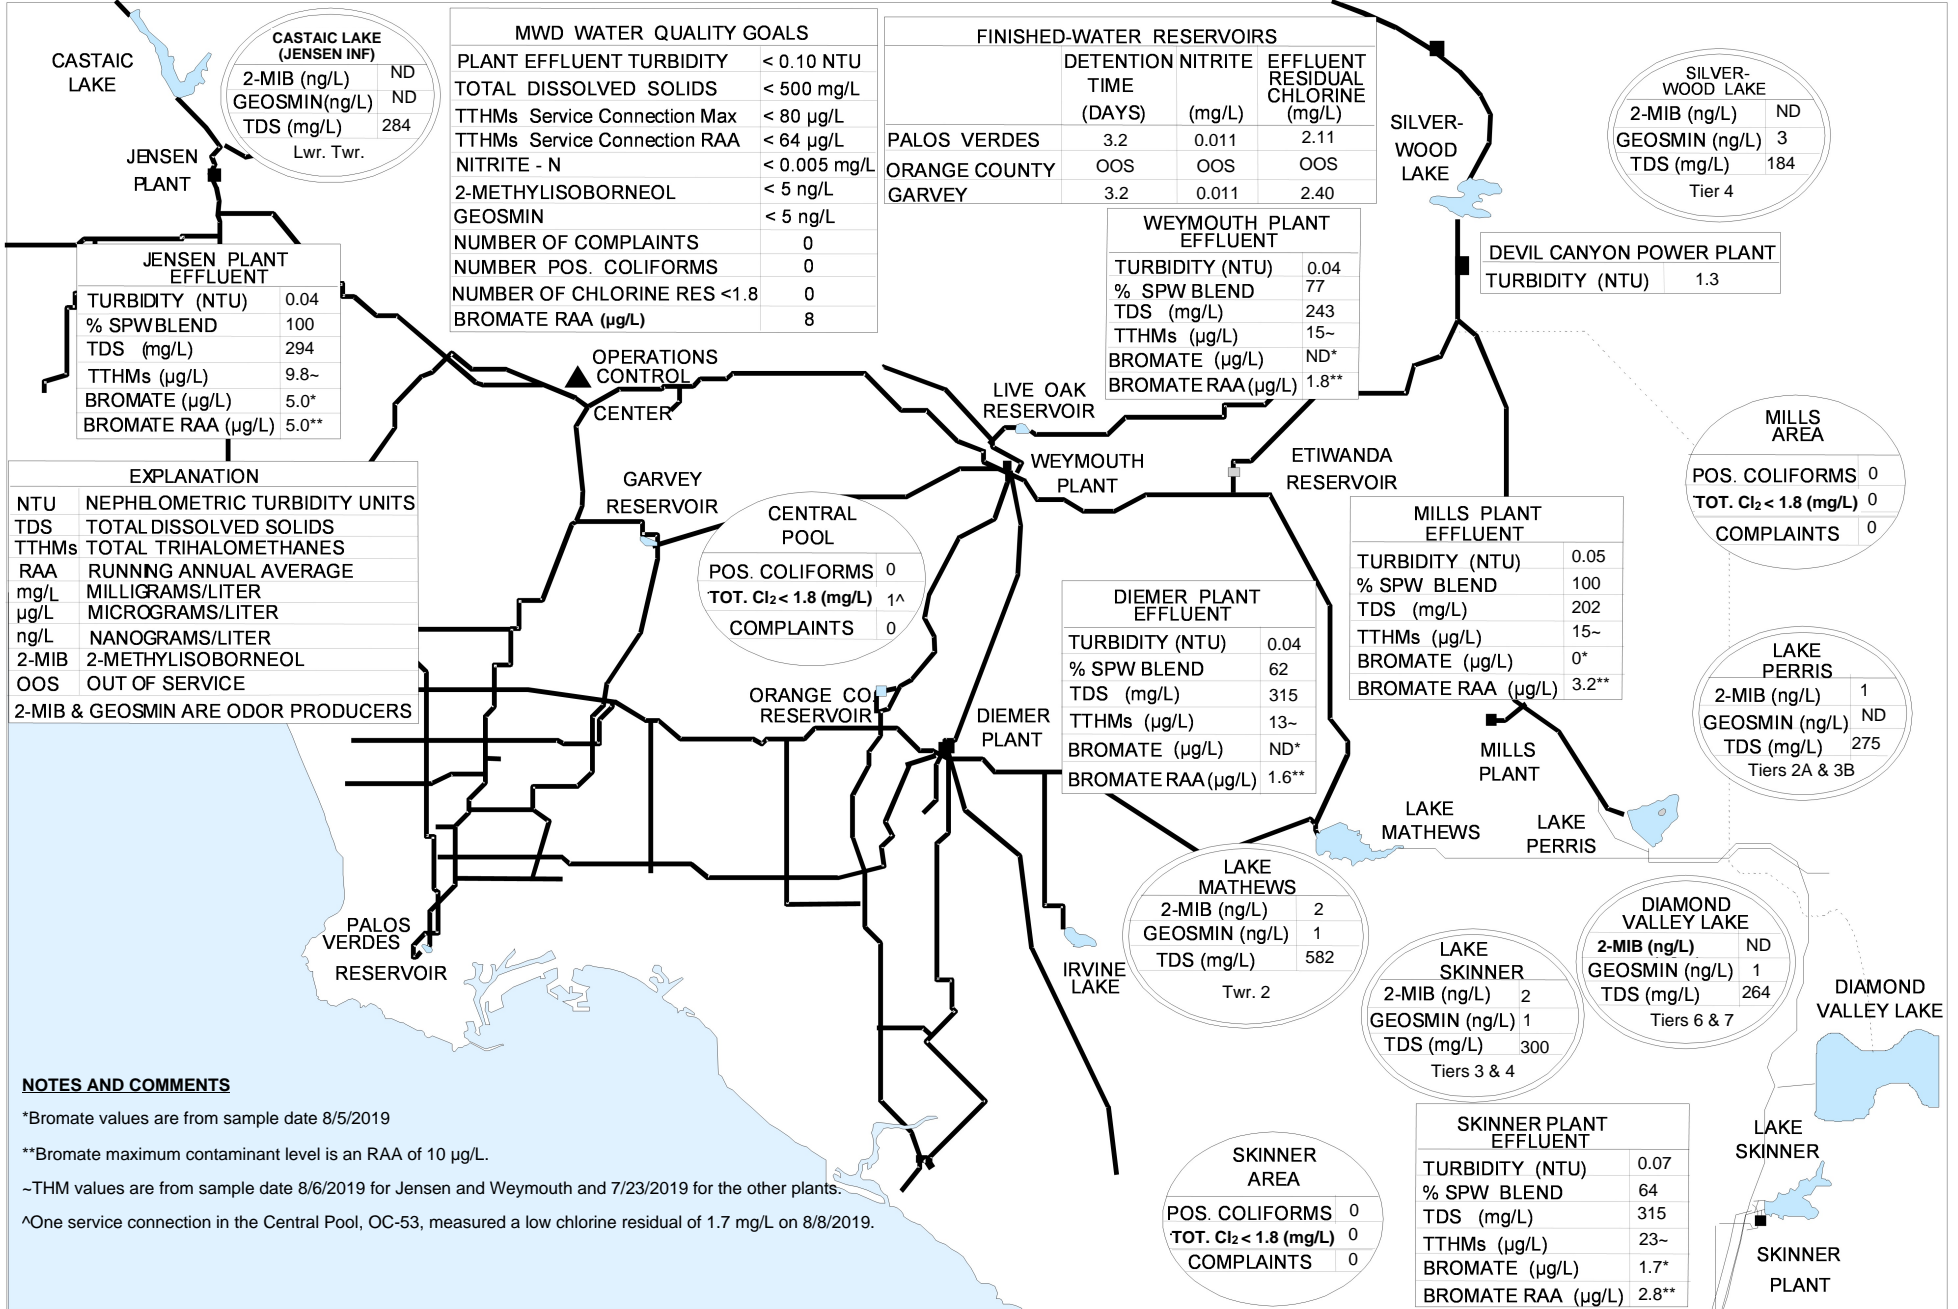 CASTAIC LAKE
(JENSEN INF)
2-MIB (ng/L) ND
GEOSMIN(ng/L) ND
TDS (mg/L) 284
Lwr. Twr.
CASTAIC
LAKE
JENSEN
PLANT
MWD WATER QUALITY GOALS
PLANT EFFLUENT TURBIDITY < 0.10 NTU
TOTAL DISSOLVED SOLIDS < 500 mg/L
TTHMs Service Connection Max < 80 µg/L
TTHMs Service Connection RAA < 64 µg/L
NITRITE - N < 0.005 mg/L
2-METHYLISOBORNEOL < 5 ng/L
GEOSMIN < 5 ng/L
NUMBER OF COMPLAINTS 0
NUMBER POS. COLIFORMS 0
NUMBER OF CHLORINE RES <1.8 0
BROMATE RAA (µg/L) 8
FINISHED-WATER RESERVOIRS
DETENTION NITRITE EFFLUENT
TIME RESIDUAL
CHLORINE
(DAYS) (mg/L) (mg/L)
PALOS VERDES 3.2 0.011 2.11
ORANGE COUNTY OOS OOS OOS
GARVEY 3.2 0.011 2.40
SILVER-
WOOD
LAKE
SILVER-
WOOD LAKE
2-MIB (ng/L) ND
GEOSMIN (ng/L) 3
TDS (mg/L) 184
Tier 4
WEYMOUTH PLANT
EFFLUENT
TURBIDITY (NTU) 0.04
% SPW BLEND 77
TDS (mg/L) 243
TTHMs (µg/L) 15~
BROMATE (µg/L) ND*
BROMATE RAA (µg/L) 1.8**
DEVIL CANYON POWER PLANT
TURBIDITY (NTU) 1.3
JENSEN PLANT
EFFLUENT
TURBIDITY (NTU) 0.04
% SPW BLEND 100
TDS (mg/L) 294
TTHMs (µg/L) 9.8~
BROMATE (µg/L) 5.0*
BROMATE RAA (µg/L) 5.0**
OPERATIONS
CONTROL
CENTER
LIVE OAK
RESERVOIR
WEYMOUTH
PLANT
ETIWANDA
RESERVOIR
GARVEY
RESERVOIR
MILLS
AREA
POS. COLIFORMS 0
TOT. Cl2 < 1.8 (mg/L) 0
COMPLAINTS 0
EXPLANATION
NTU NEPHELOMETRIC TURBIDITY UNITS
TDS TOTAL DISSOLVED SOLIDS
TTHMs TOTAL TRIHALOMETHANES
RAA RUNNING ANNUAL AVERAGE
mg/L MILLIGRAMS/LITER
µg/L MICROGRAMS/LITER
ng/L NANOGRAMS/LITER
2-MIB 2-METHYLISOBORNEOL
OOS OUT OF SERVICE
2-MIB & GEOSMIN ARE ODOR PRODUCERS
CENTRAL
POOL
POS. COLIFORMS 0
TOT. Cl2 < 1.8 (mg/L) 1^
COMPLAINTS 0
MILLS PLANT
EFFLUENT
TURBIDITY (NTU) 0.05
% SPW BLEND 100
TDS (mg/L) 202
TTHMs (µg/L) 15~
BROMATE (µg/L) 0*
BROMATE RAA (µg/L) 3.2**
DIEMER PLANT
EFFLUENT
TURBIDITY (NTU) 0.04
% SPW BLEND 62
TDS (mg/L) 315
TTHMs (µg/L) 13~
BROMATE (µg/L) ND*
BROMATE RAA (µg/L) 1.6**
LAKE
PERRIS
2-MIB (ng/L) 1
GEOSMIN (ng/L) ND
TDS (mg/L) 275
Tiers 2A & 3B
ORANGE CO
RESERVOIR
DIEMER
PLANT
MILLS
PLANT
LAKE
MATHEWS
LAKE
PERRIS
LAKE
MATHEWS
2-MIB (ng/L) 2
GEOSMIN (ng/L) 1
TDS (mg/L) 582
Twr. 2
DIAMOND
VALLEY LAKE
2-MIB (ng/L) ND
GEOSMIN (ng/L) 1
TDS (mg/L) 264
Tiers 6 & 7
LAKE
SKINNER
2-MIB (ng/L) 2
GEOSMIN (ng/L) 1
TDS (mg/L) 300
Tiers 3 & 4
PALOS
VERDES
RESERVOIR
IRVINE
LAKE
DIAMOND
VALLEY LAKE
NOTES AND COMMENTS
*Bromate values are from sample date 8/5/2019
**Bromate maximum contaminant level is an RAA of 10 µg/L.
~THM values are from sample date 8/6/2019 for Jensen and Weymouth and 7/23/2019 for the other plants.
^One service connection in the Central Pool, OC-53, measured a low chlorine residual of 1.7 mg/L on 8/8/2019.
SKINNER
AREA
POS. COLIFORMS 0
TOT. Cl2 < 1.8 (mg/L) 0
COMPLAINTS 0
SKINNER PLANT
EFFLUENT
TURBIDITY (NTU) 0.07
% SPW BLEND 64
TDS (mg/L) 315
TTHMs (µg/L) 23~
BROMATE (µg/L) 1.7*
BROMATE RAA (µg/L) 2.8**
LAKE
SKINNER
SKINNER
PLANT